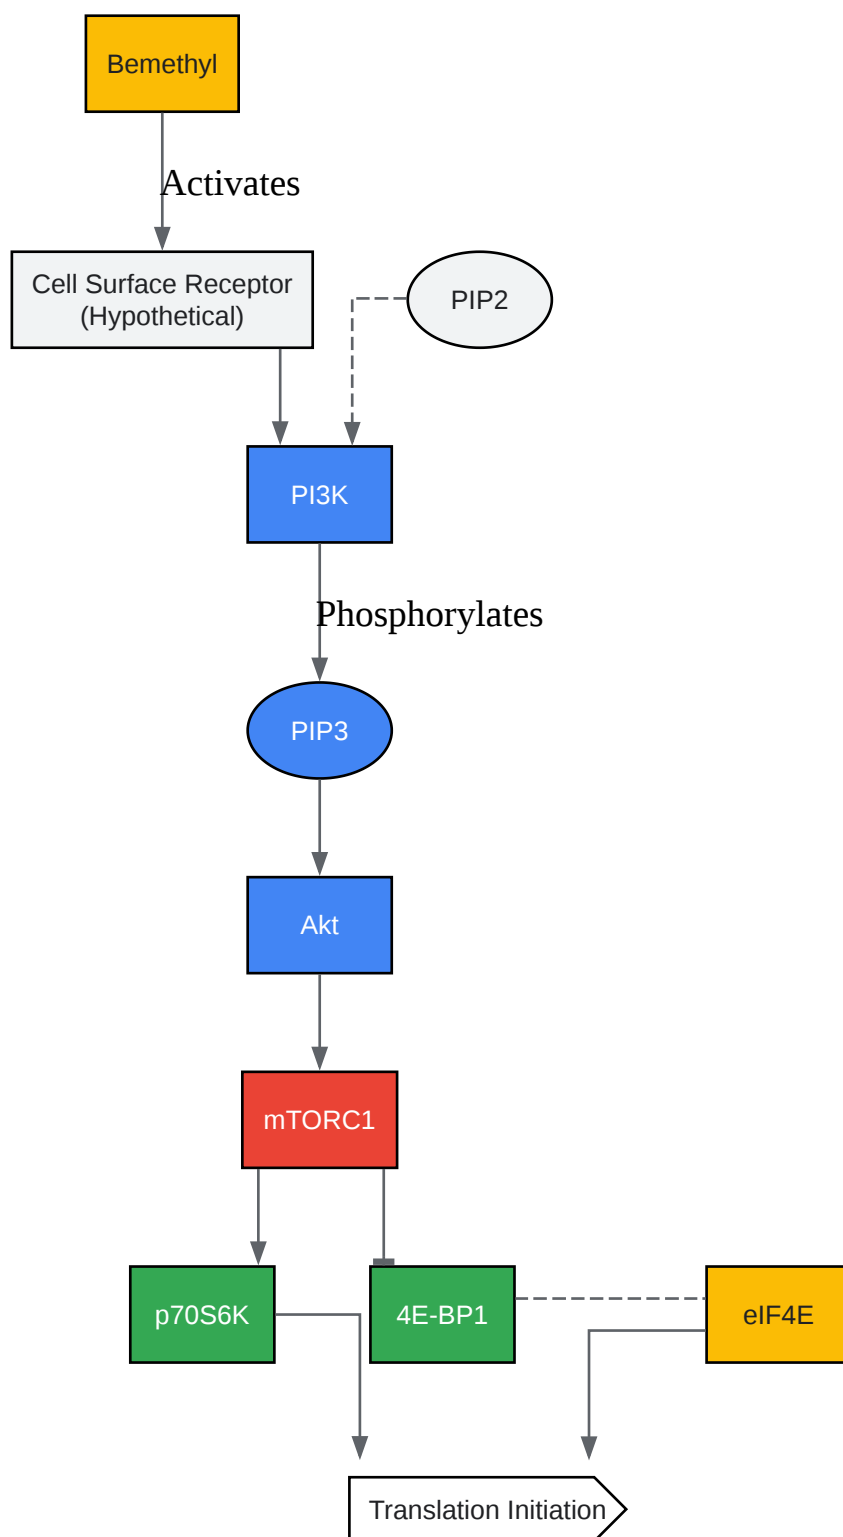 Bemethyl
Activates
Cell Surface Receptor
(Hypothetical)
PIP2
PI3K
Phosphorylates
PIP3
Akt
mTORC1
p70S6K
4E-BP1
eIF4E
Translation Initiation